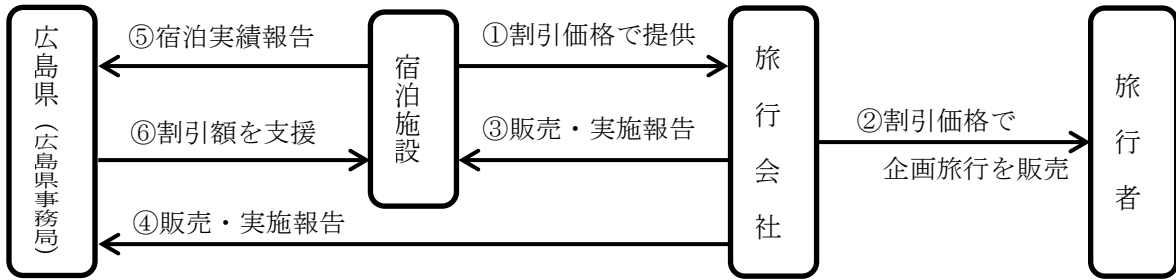 広島県（広島県事務局）
⑤宿泊実績報告
⑥割引額を支援
宿泊施設
①割引価格で提供
③販売・実施報告
④販売・実施報告
旅行会社
②割引価格で
企画旅行を販売
旅行者